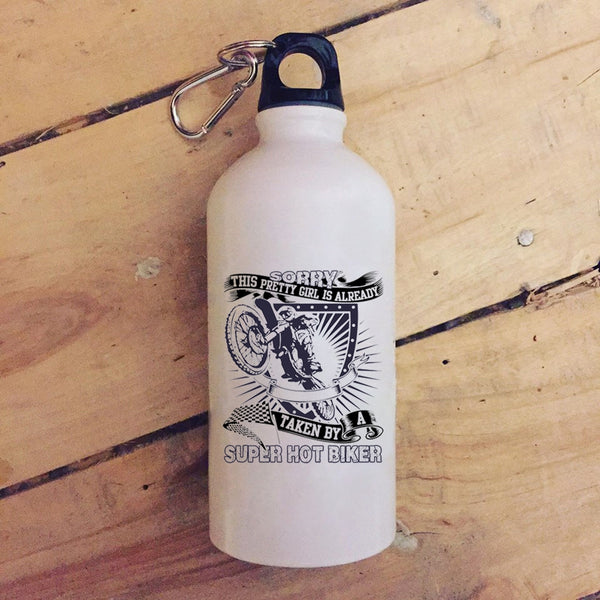 SORRY
THIS PRETTY GIRL IS ALREADY
TAKEN BY A
SUPER HOT BIKER